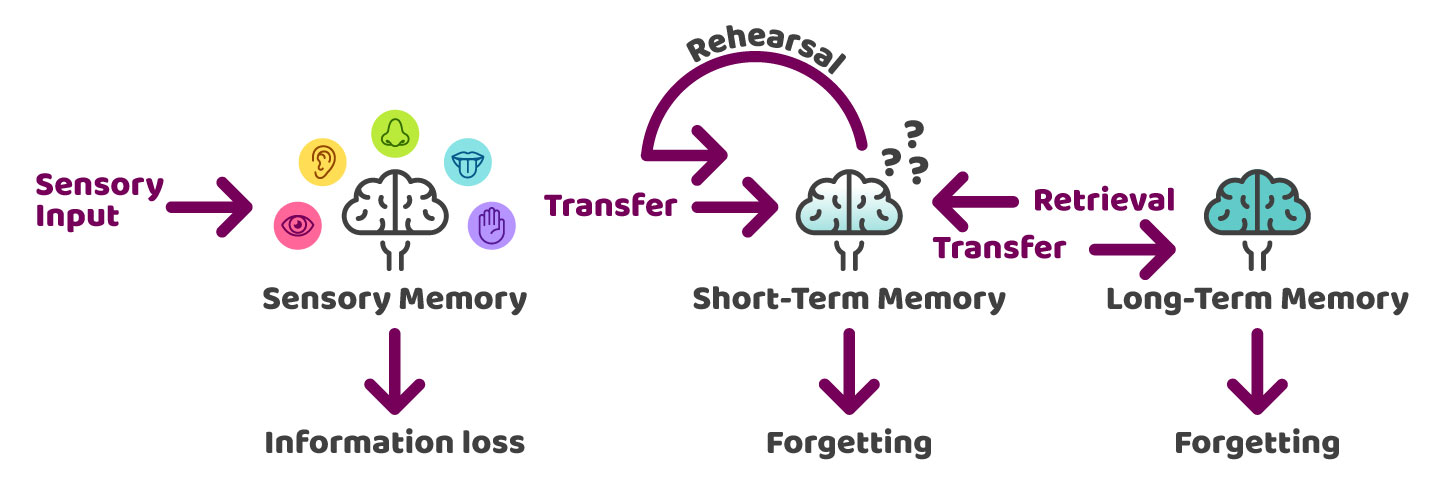 Rehearsal
? ? ?
Sensory
Input
Transfer
Retrieval
Transfer
Sensory Memory
Short-Term Memory
Long-Term Memory
Information loss
Forgetting
Forgetting